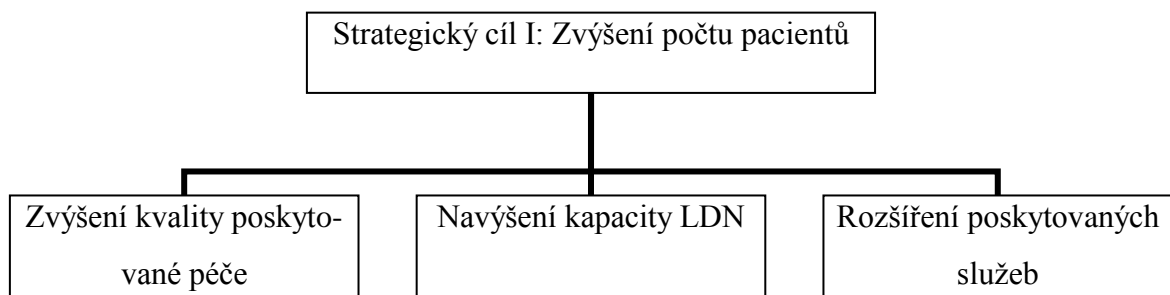 Strategický cíl I: Zvýšení počtu pacientů
Zvýšení kvality poskyto-
vané péče
Navýšení kapacity LDN
Rozšíření poskytovaných
služeb